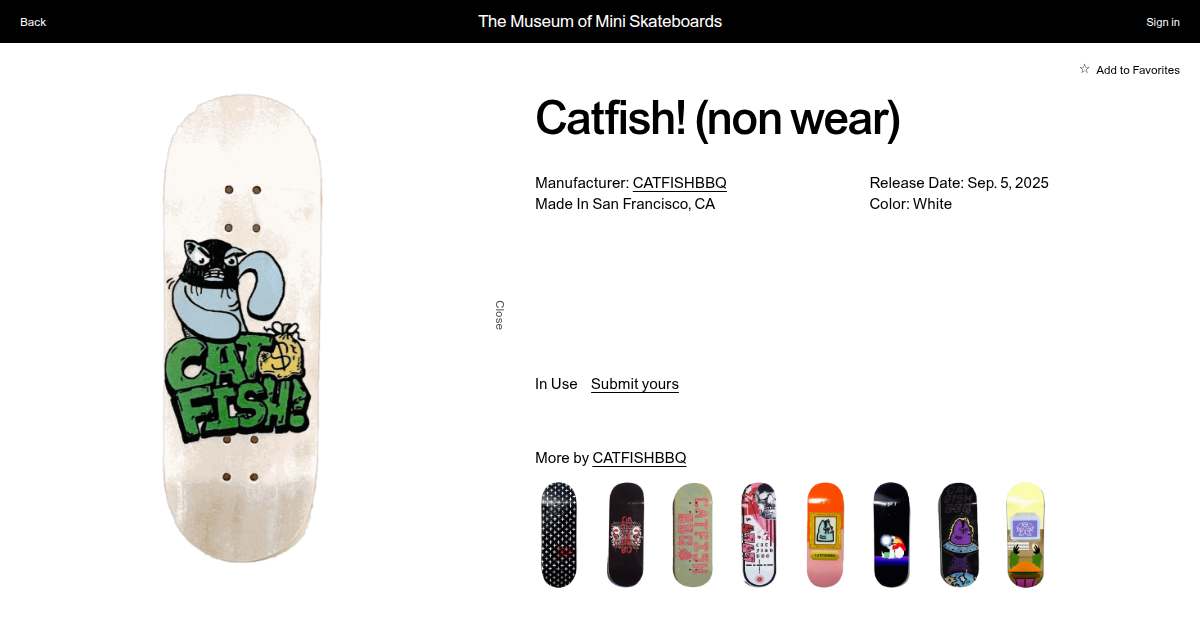 Back
The Museum of Mini Skateboards
Sign in
☆ Add to Favorites
Catfish! (non wear)
Manufacturer: CATFISHBBQ
Made In San Francisco, CA
Release Date: Sep. 5, 2025
Color: White
CAT
$
FISH!
Close
In Use Submit yours
More by CATFISHBBQ
CATFISH
BBQ